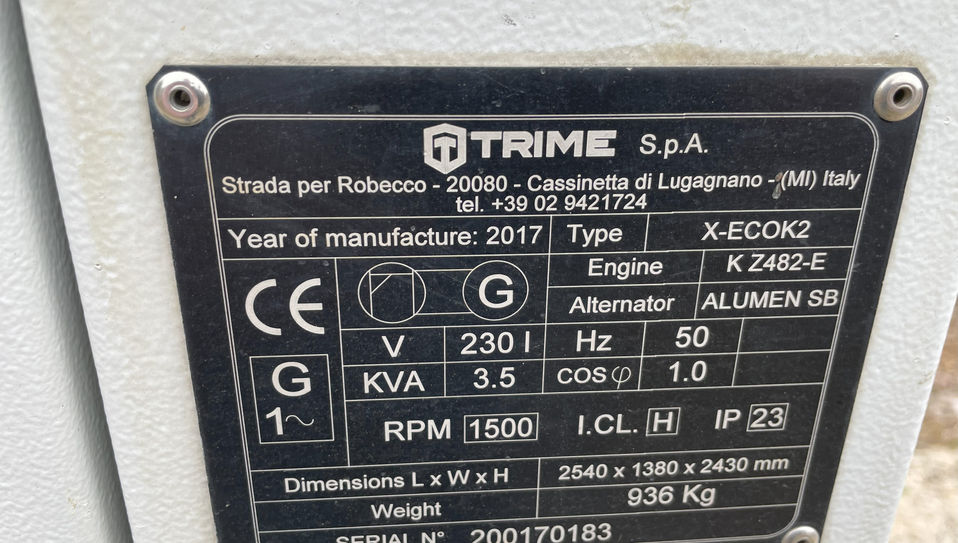 TRIME S.p.A.
Strada per Robecco - 20080 - Cassinetta di Lugagnano - (MI) Italy
tel. +39 02 9421724
Year of manufacture: 2017 Type X-ECOK2
Engine K Z482-E
CE G Alternator ALUMEN SB
V 230 I Hz 50
G KVA 3.5 COS φ 1.0
1~ RPM 1500 I.CL. H IP 23
Dimensions L x W x H 2540 x 1380 x 2430 mm
Weight 936 Kg
SERIAL N° 200170183